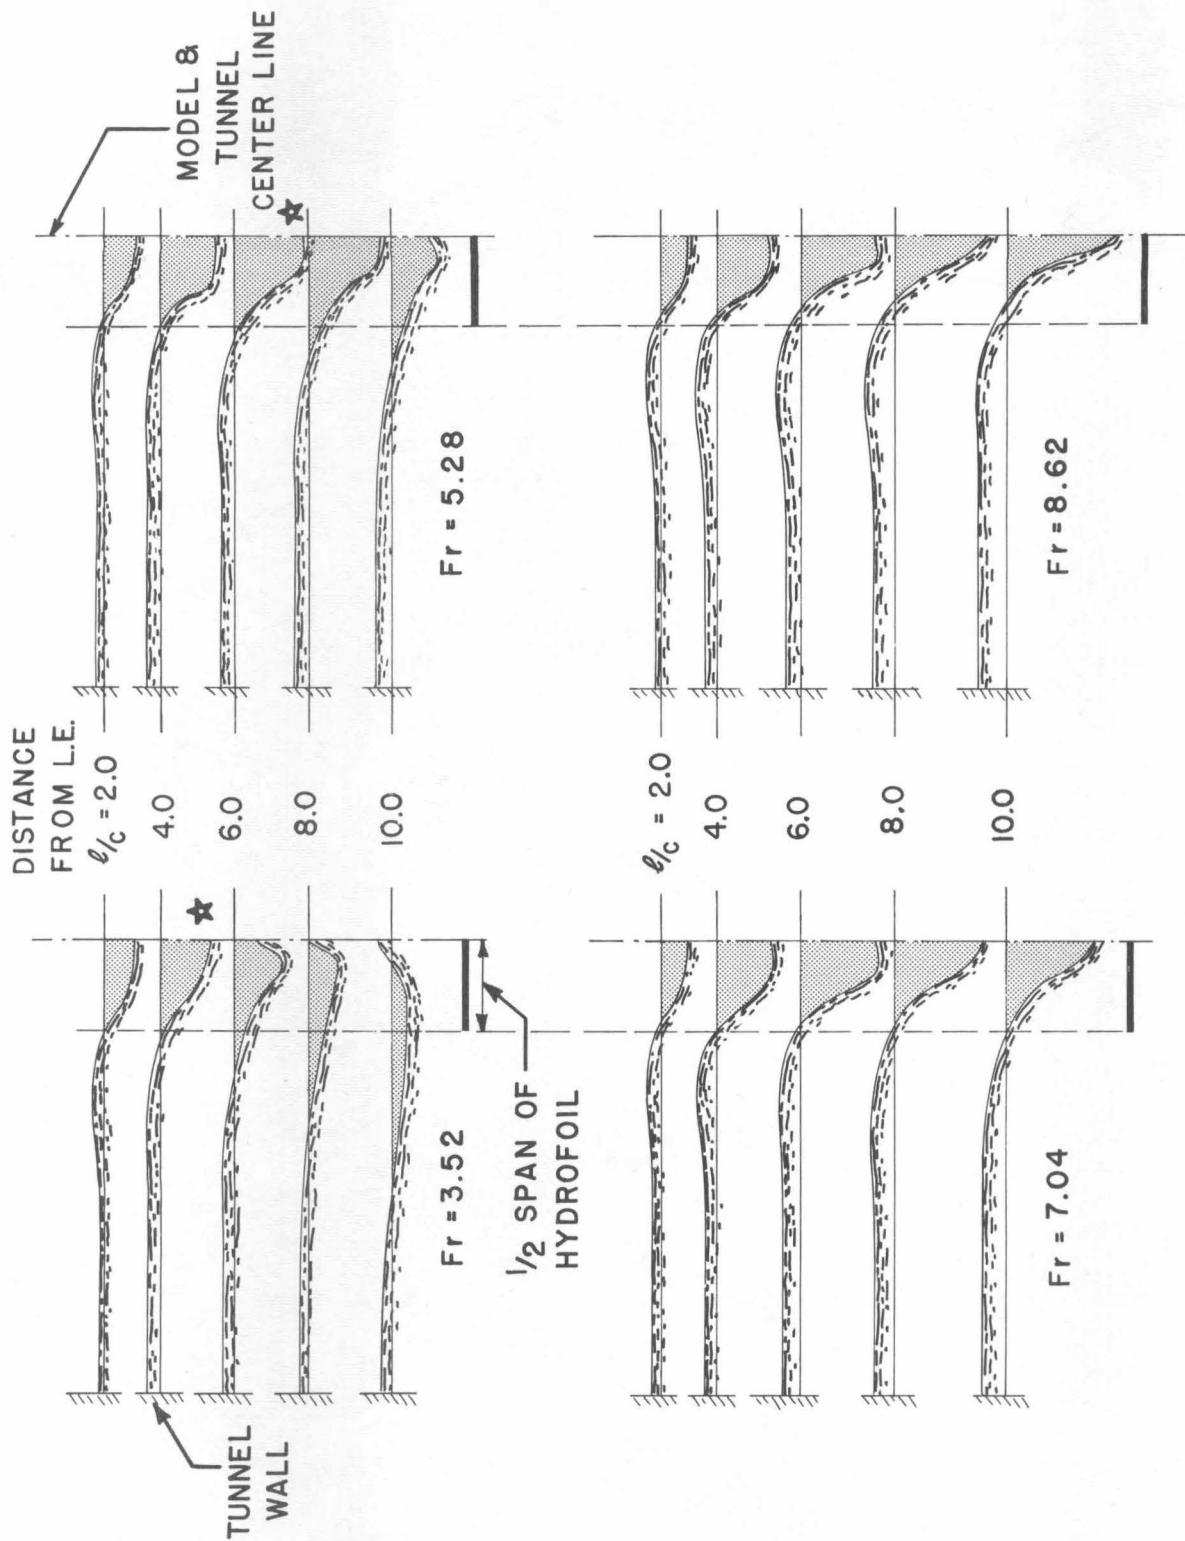 DISTANCE
FROM L.E.
ℓ/c = 2.0
4.0
6.0
8.0
10.0
MODEL &
TUNNEL
CENTER LINE
TUNNEL
WALL
Fr = 3.52
1/2 SPAN OF
HYDROFOIL
Fr = 5.28
ℓ/c = 2.0
4.0
6.0
8.0
10.0
Fr = 7.04
Fr = 8.62